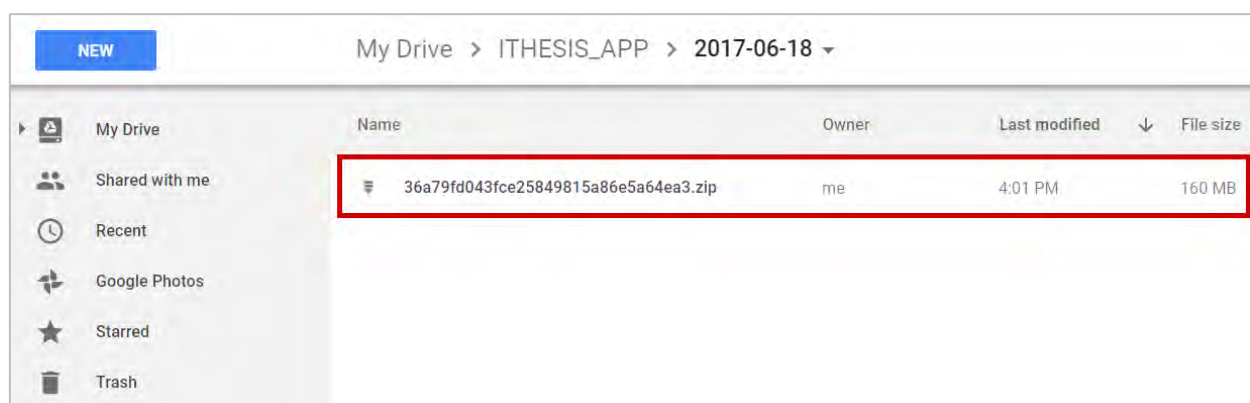 NEW
My Drive > ITHESIS_APP > 2017-06-18
My Drive
Shared with me
Recent
Google Photos
Starred
Trash
Name Owner Last modified File size
36a79fd043fce25849815a86e5a64ea3.zip me 4:01 PM 160 MB